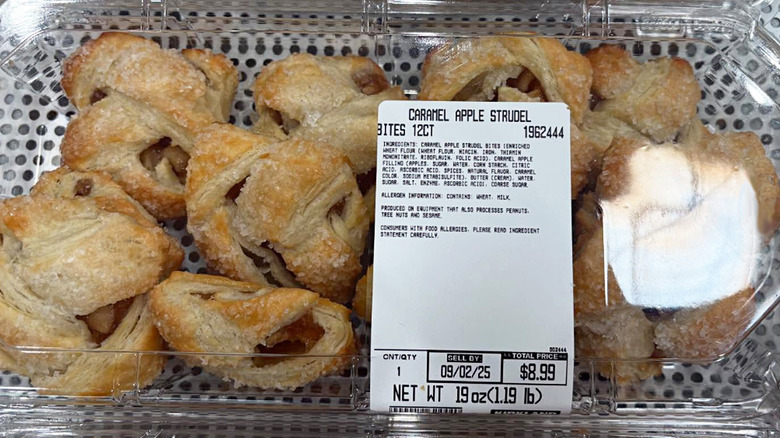 CARAMEL APPLE STRUDEL
BITES 12CT 1962444
INGREDIENTS: CARAMEL APPLE STRUDEL BITES (ENRICHED
WHEAT FLOUR (WHEAT FLOUR, NIACIN, IRON, THIAMIN
MONONITRATE, RIBOFLAVIN, FOLIC ACID), CARAMEL APPLE
FILLING (APPLES, SUGAR, WATER, CORN STARCH, CITRIC
ACID, ASCORBIC ACID, SPICES, NATURAL FLAVOR, CARAMEL
COLOR, SODIUM METABISULFITE), BUTTER (CREAM), WATER,
SUGAR, SALT, ENZYME, ASCORBIC ACID), COARSE SUGAR
ALLERGEN INFORMATION: CONTAINS: WHEAT, MILK.
PRODUCED ON EQUIPMENT THAT ALSO PROCESSES PEANUTS,
TREE NUTS AND SESAME.
CONSUMERS WITH FOOD ALLERGIES, PLEASE READ INGREDIENT
STATEMENT CAREFULLY.
002444
CNT/QTY SELL BY TOTAL PRICE
1 09/02/25 $8.99
NET WT 19 oz(1.19 lb)